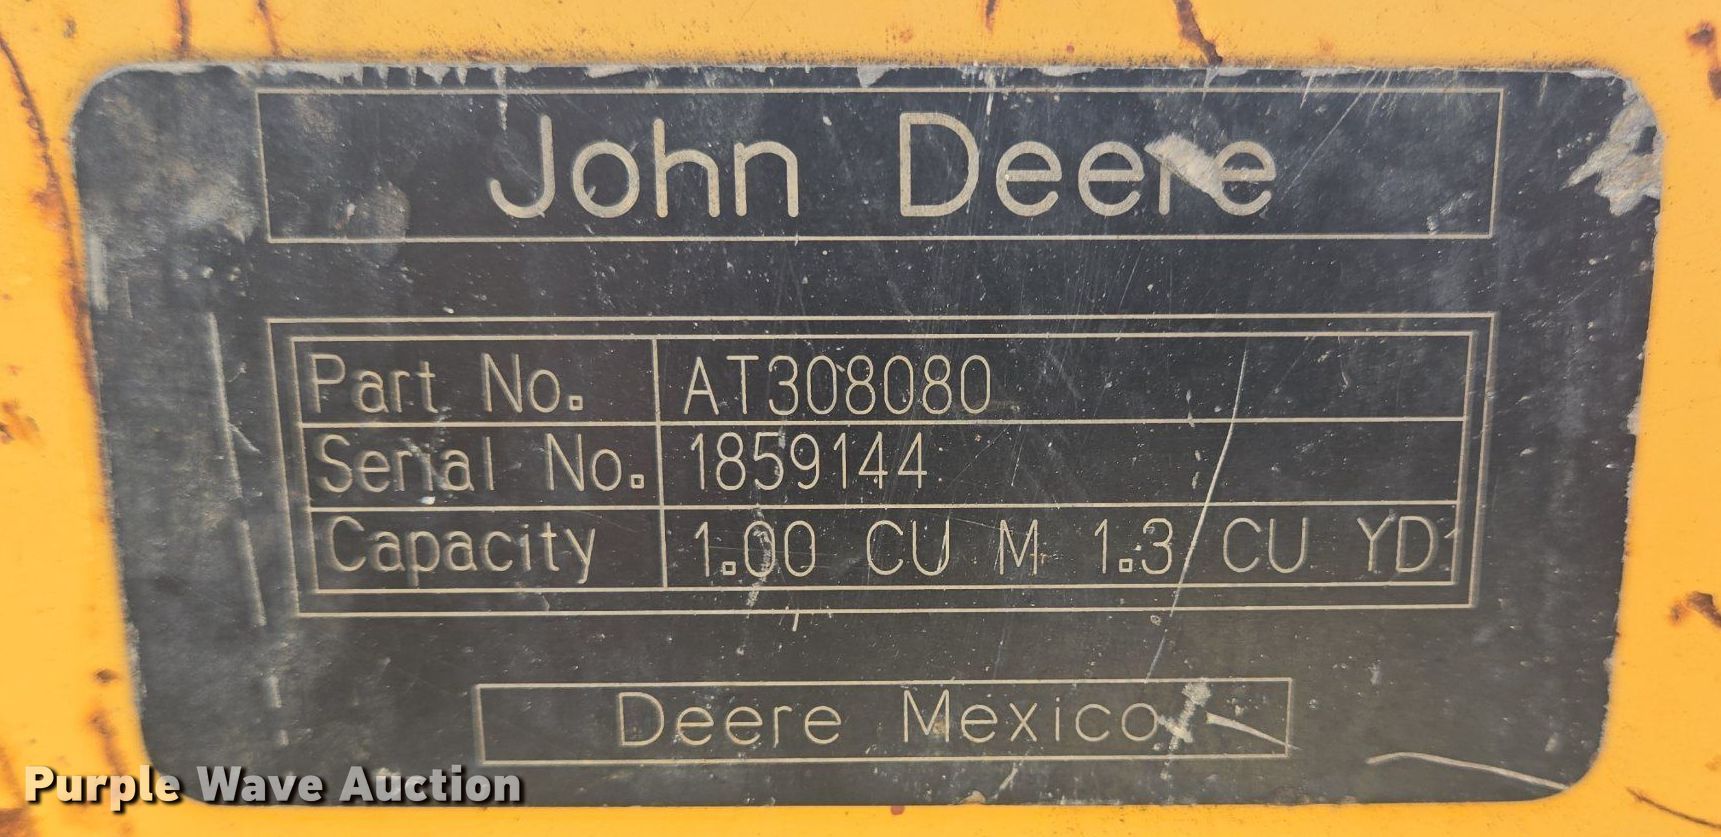 John Deere
Part No. AT308080
Serial No. 1859144
Capacity 1.00 CU M 1.3 CU YD
Deere Mexico
Purple Wave Auction